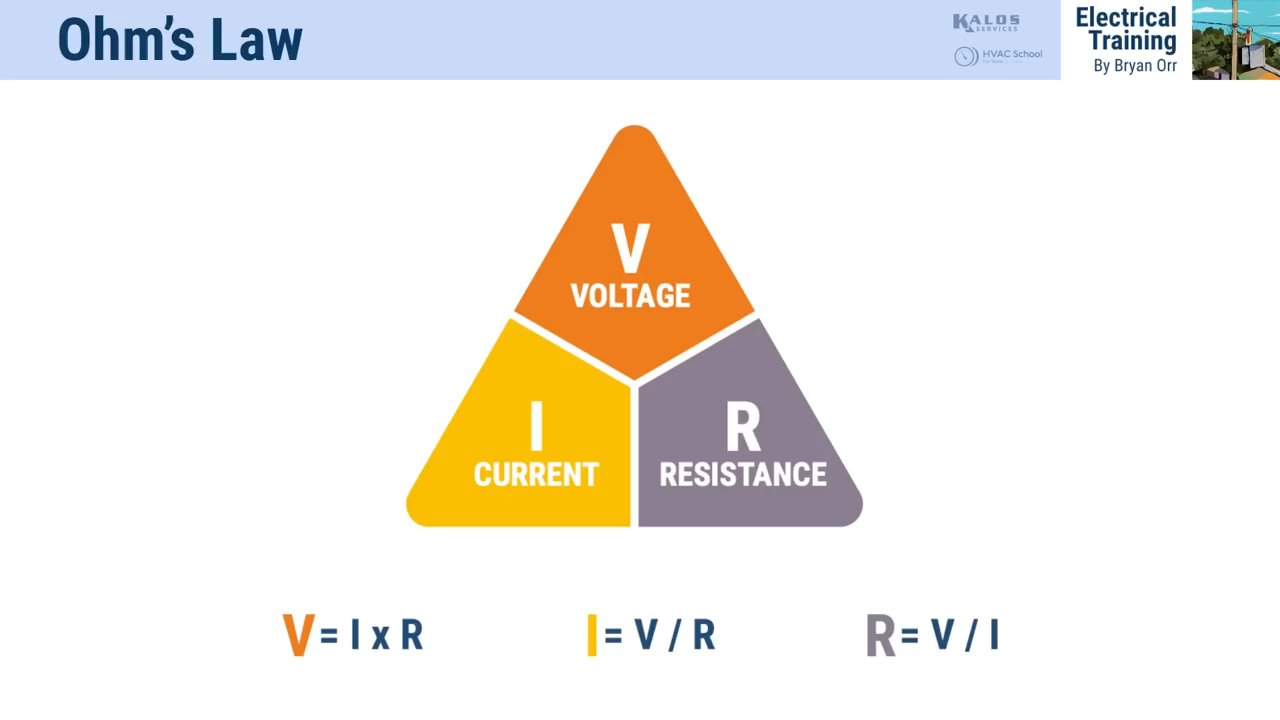 Ohm's Law
KALOS
SERVICES
HVAC School
Electrical
Training
By Bryan Orr
V
VOLTAGE
I
CURRENT
R
RESISTANCE
V = I x R
I = V / R
R = V / I